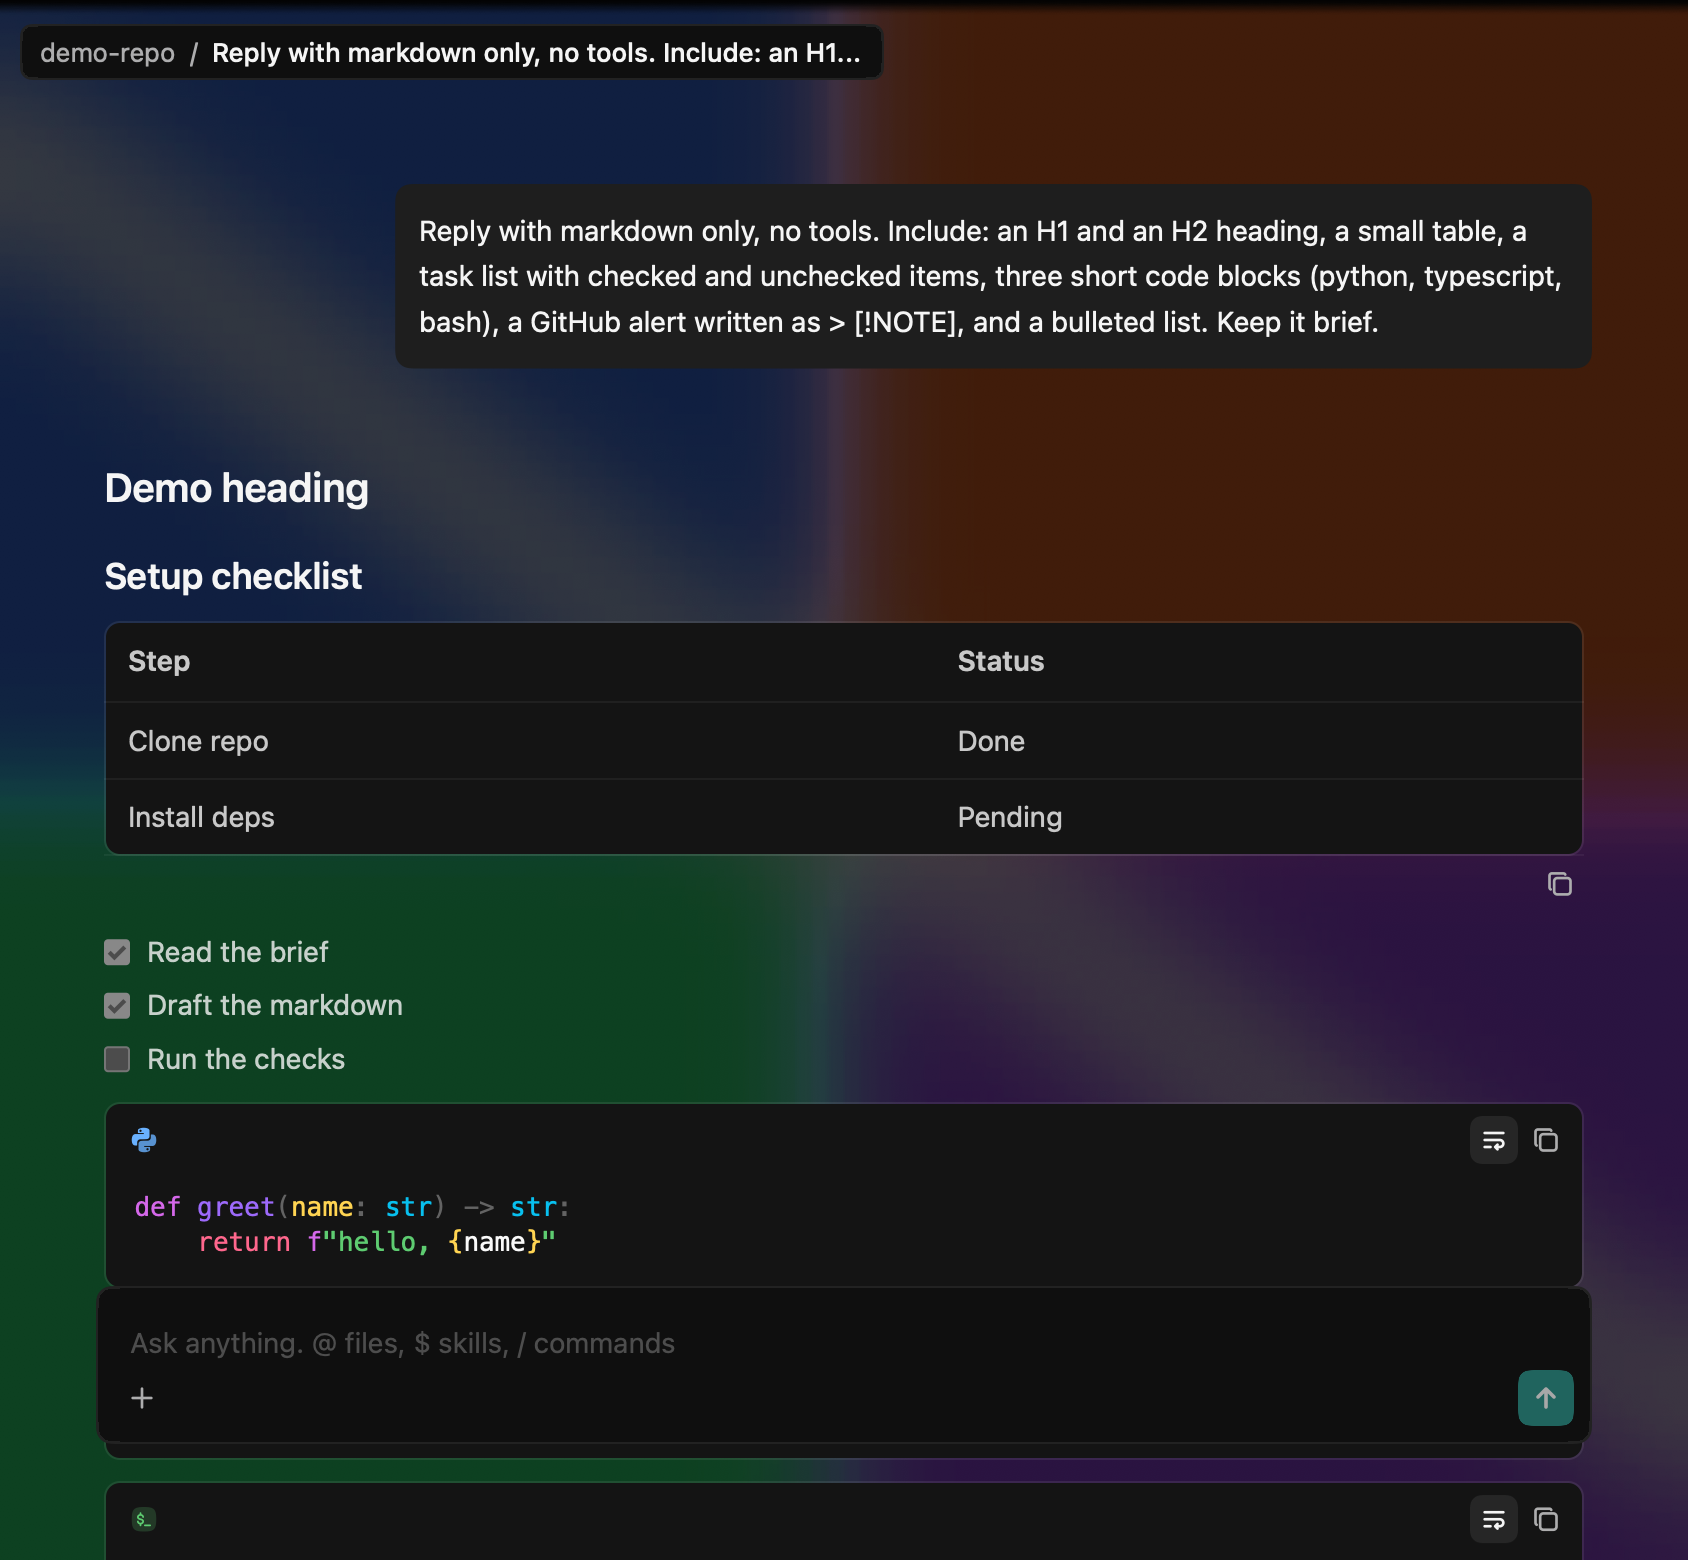 demo-repo / Reply with markdown only, no tools. Include: an H1...
Reply with markdown only, no tools. Include: an H1 and an H2 heading, a small table, a
task list with checked and unchecked items, three short code blocks (python, typescript,
bash), a GitHub alert written as > [!NOTE], and a bulleted list. Keep it brief.
Demo heading
Setup checklist
Step Status
Clone repo Done
Install deps Pending
Read the brief
Draft the markdown
Run the checks
def greet(name: str) -> str:
    return f"hello, {name}"
Ask anything. @ files, $ skills, / commands
$_